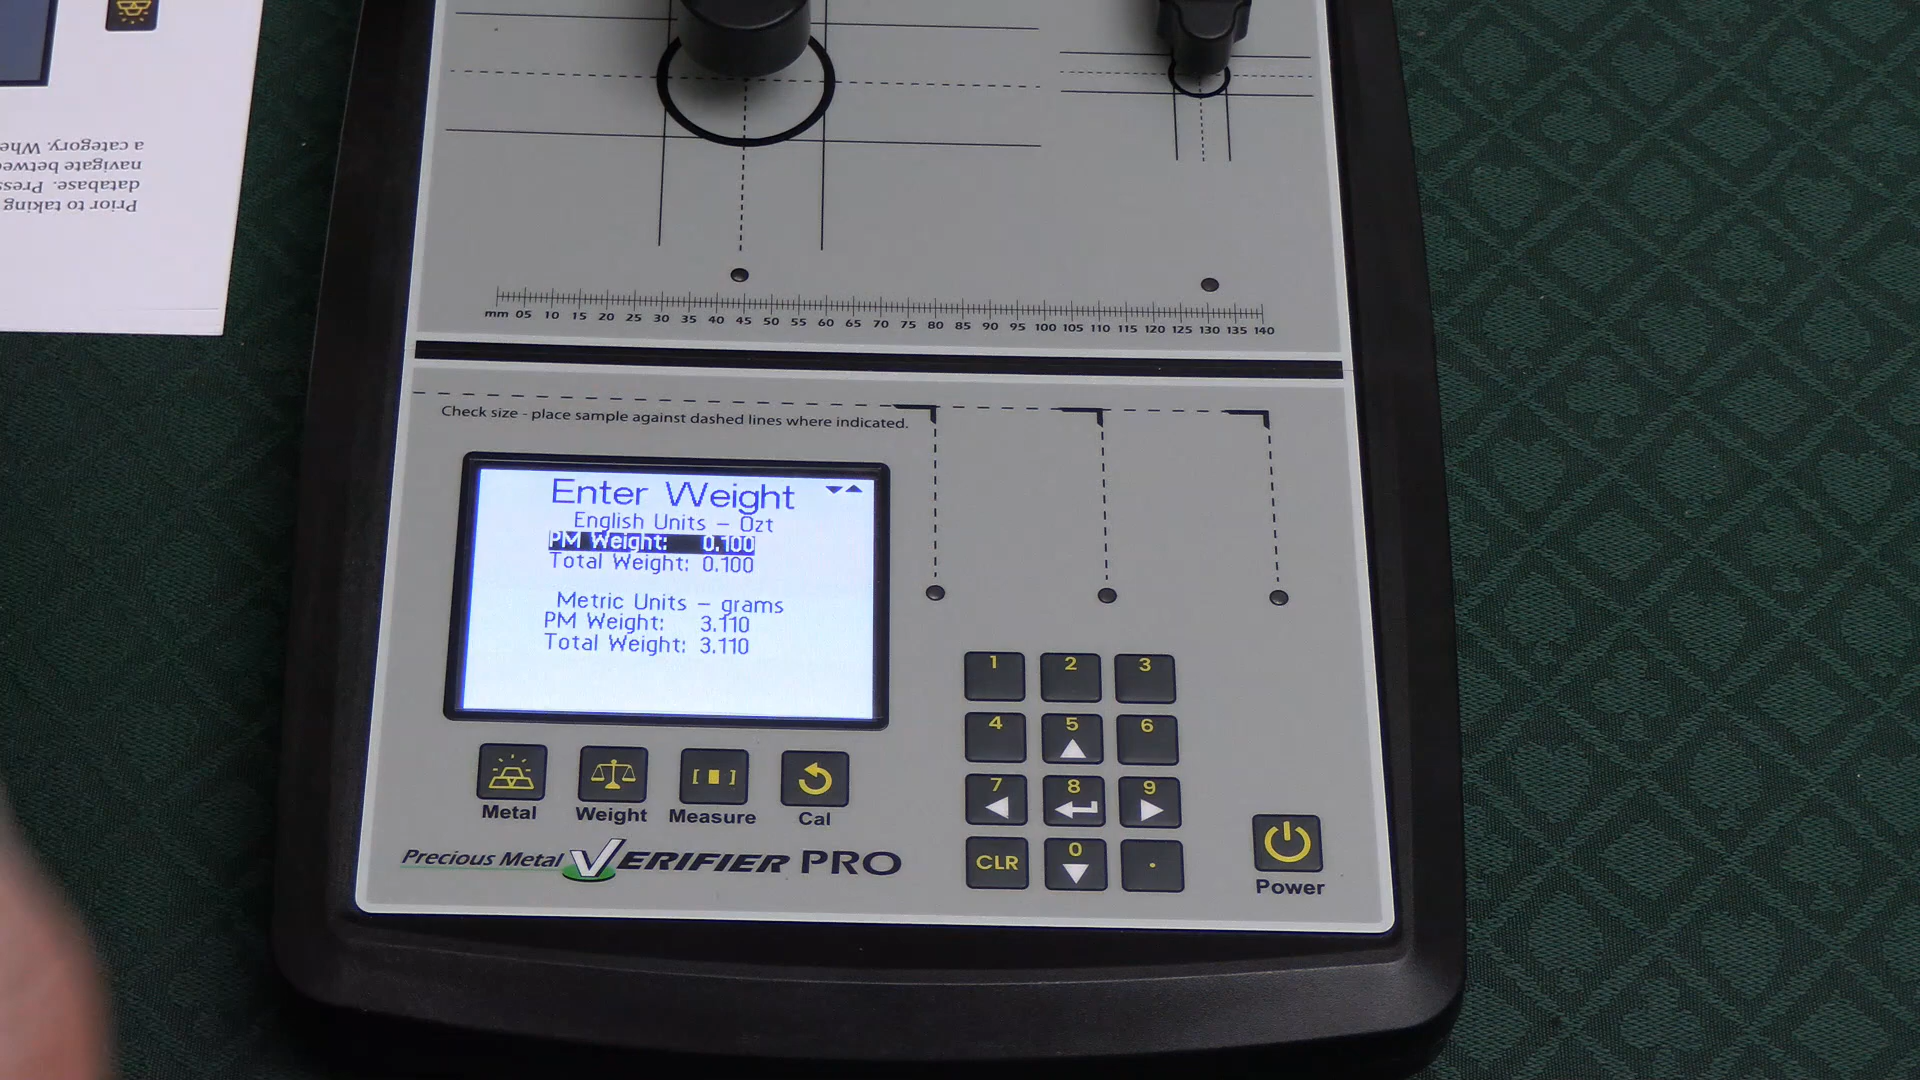 a category. Whe
navigate betwee
database. Press
Prior to taking
mm 05 10 15 20 25 30 35 40 45 50 55 60 65 70 75 80 85 90 95 100 105 110 115 120 125 130 135 140
Check size - place sample against dashed lines where indicated.
Enter Weight
English Units - Ozt
PM Weight: 0.100
Total Weight: 0.100
Metric Units - grams
PM Weight: 3.110
Total Weight: 3.110
1 2 3
4 5 6
7 8 9
CLR 0 .
Metal Weight Measure Cal
Precious Metal VERIFIER PRO
Power